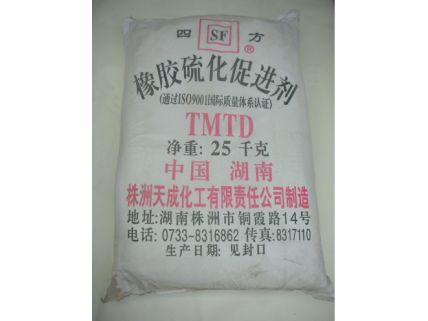 四 SF 方 ®
橡胶硫化促进剂
(通过ISO9001国际质量体系认证)
TMTD
净重: 25 千克
中国 湖南
株洲天成化工有限责任公司制造
地址:湖南株洲市铜霞路14号
电话: 0733-8316862 传真:8317110
生产日期: 见封口